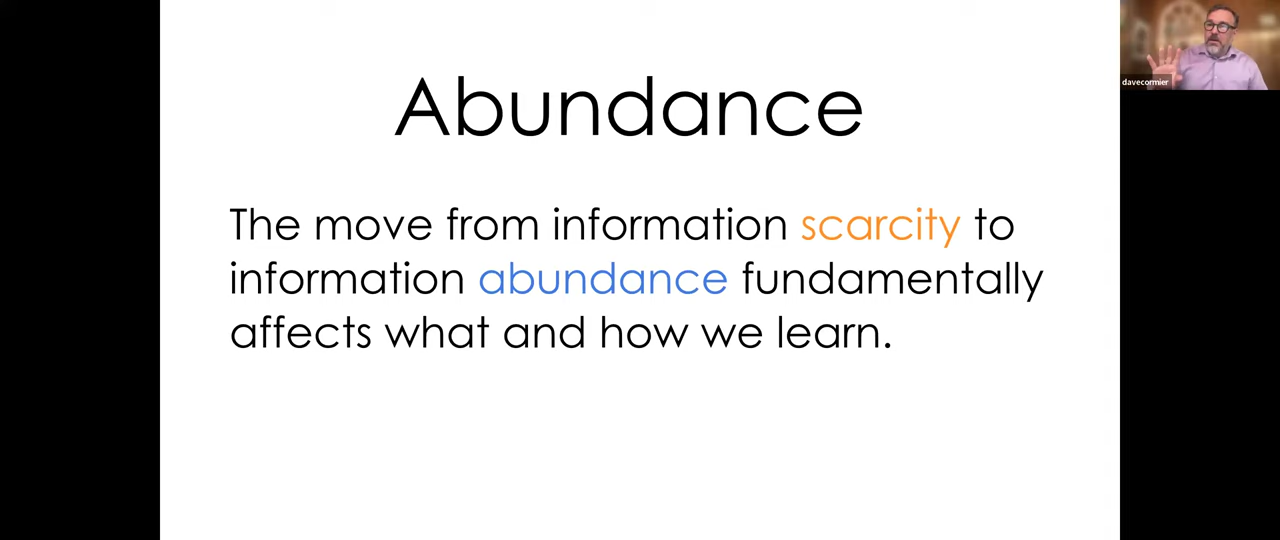 Abundance
The move from information scarcity to
information abundance fundamentally
affects what and how we learn.
davecormier